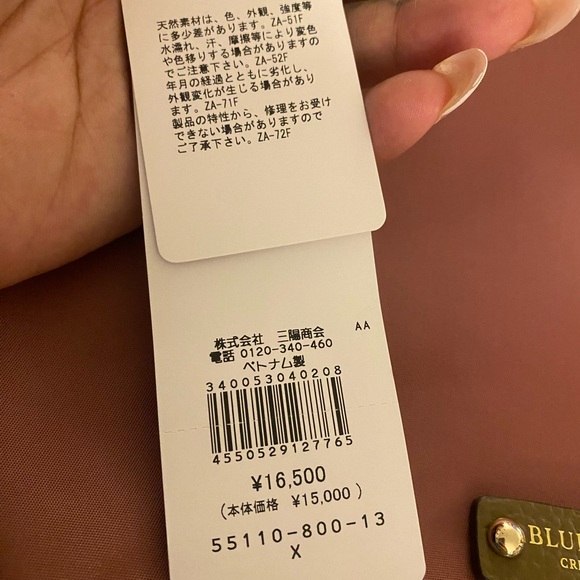 天然素材は、色、外観、強度等
に多少差があります。ZA-51F
水濡れ、汗、摩擦等により変色
や色移りする場合がありますの
でご注意下さい。ZA-52F
年月の経過とともに劣化し、
外観変化が生じる場合があり
ます。ZA-71F
製品の特性から、修理をお受け
できない場合がありますので
ご了承下さい。ZA-72F
AA
株式会社 三陽商会
電話 0120-340-460
ベトナム製
340053040208
4550529127765
¥16,500
(本体価格 ¥15,000 )
55110-800-13
X